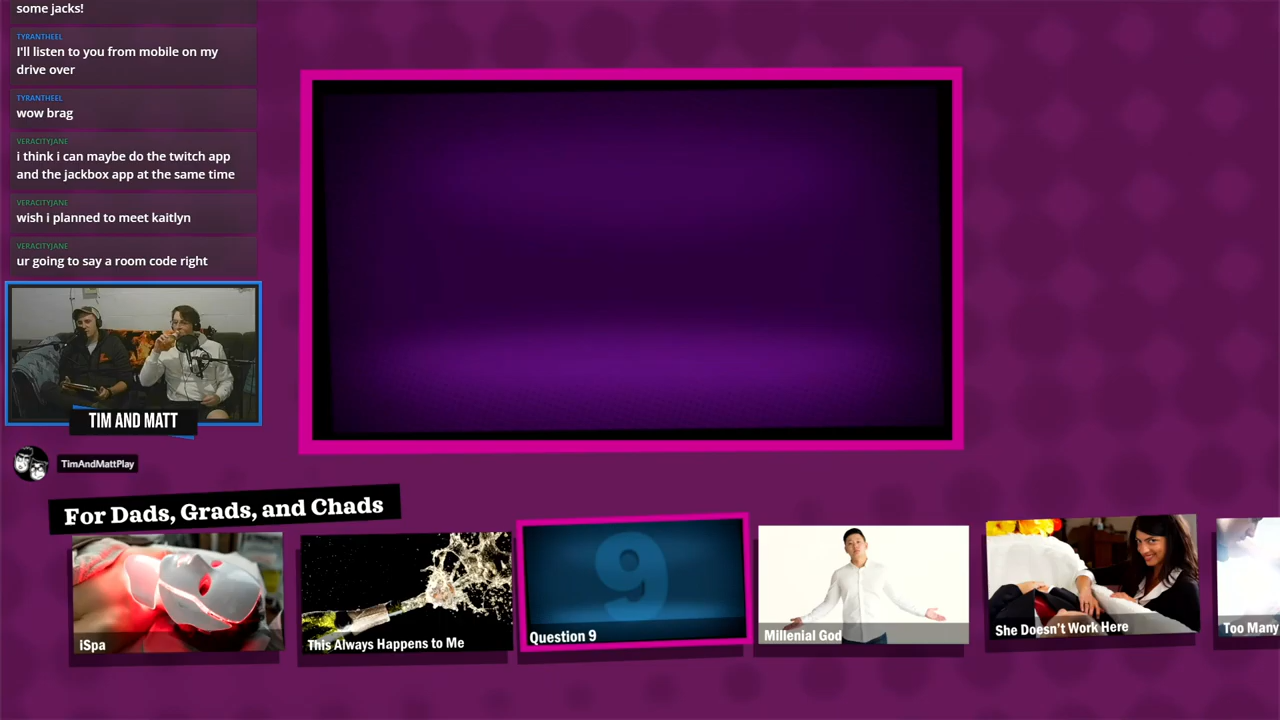 some jacks!
TYRANTHEEL
I'll listen to you from mobile on my
drive over
TYRANTHEEL
wow brag
VERACITYJANE
i think i can maybe do the twitch app
and the jackbox app at the same time
VERACITYJANE
wish i planned to meet kaitlyn
VERACITYJANE
ur going to say a room code right
TIM AND MATT
TimAndMattPlay
For Dads, Grads, and Chads
iSpa
This Always Happens to Me
9
Question 9
Millenial God
She Doesn't Work Here
Too Many